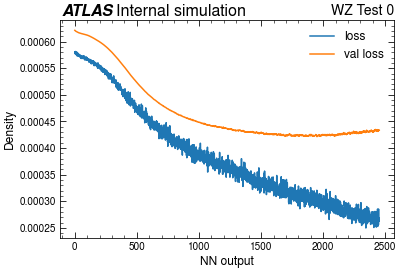 ATLAS Internal simulation
WZ Test 0
loss
val loss
Density
0.00060
0.00055
0.00050
0.00045
0.00040
0.00035
0.00030
0.00025
0 500 1000 1500 2000 2500
NN output